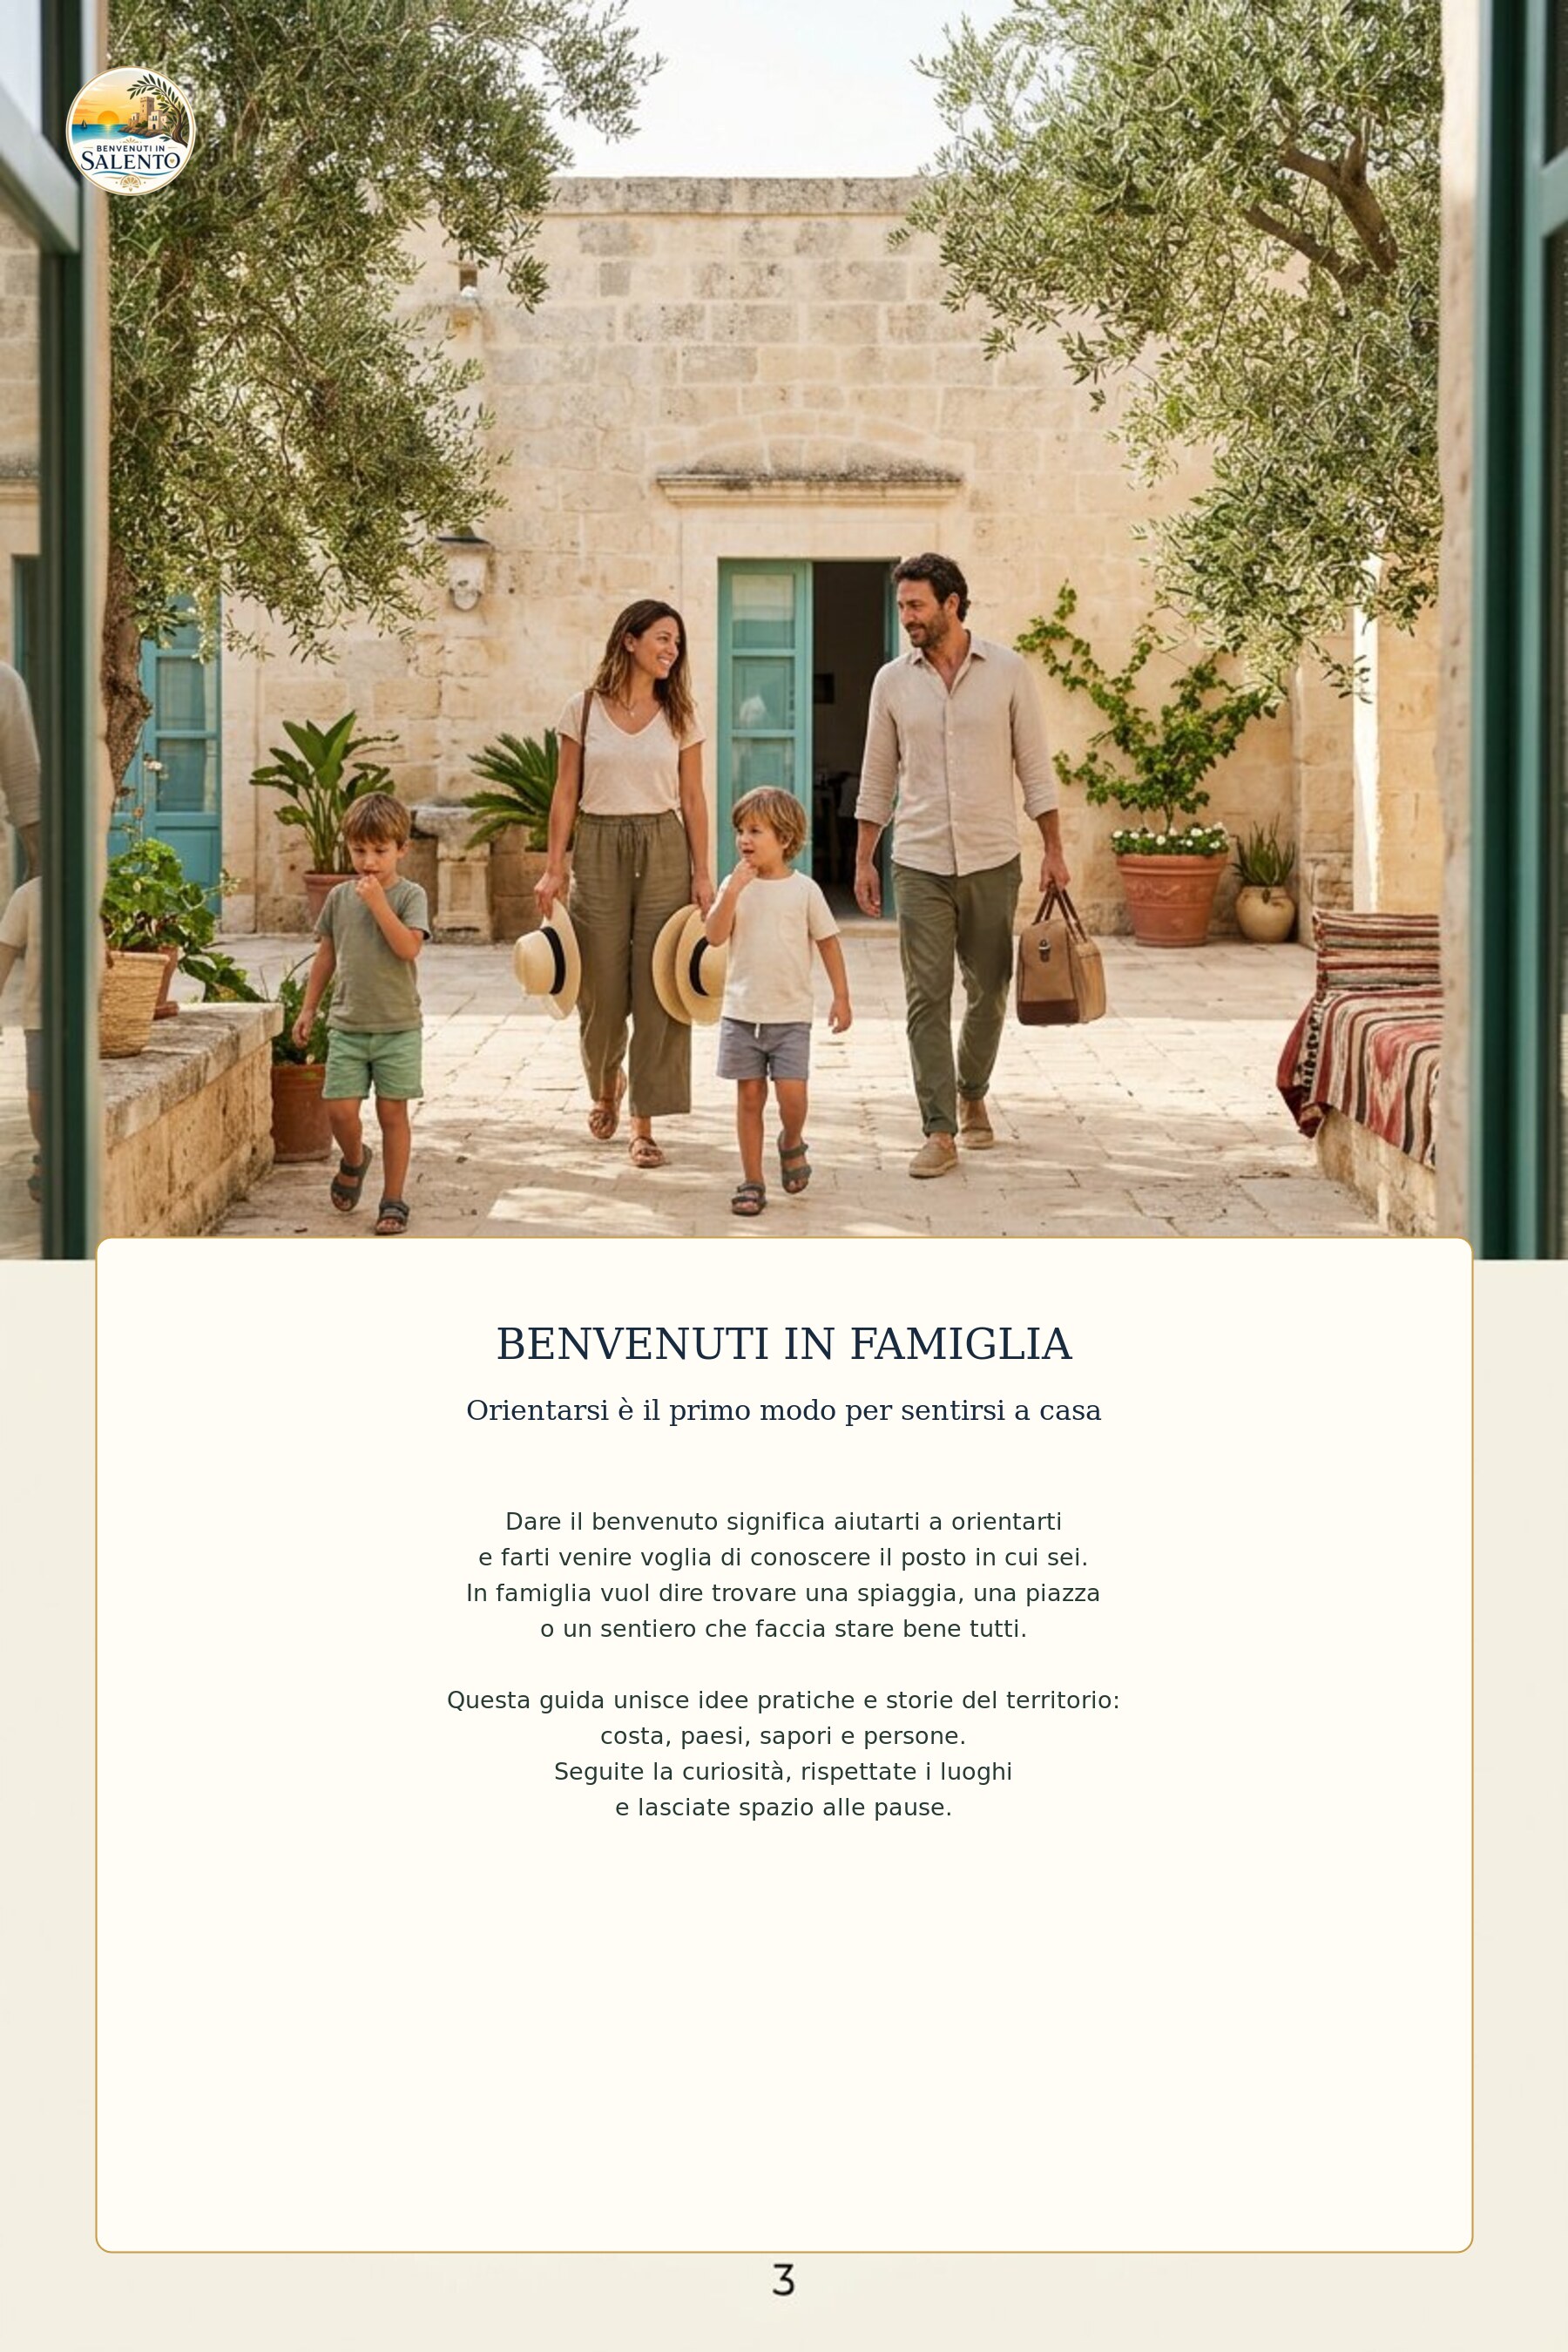 BENVENUTI IN
SALENTO
BENVENUTI IN FAMIGLIA
Orientarsi è il primo modo per sentirsi a casa
Dare il benvenuto significa aiutarti a orientarti
e farti venire voglia di conoscere il posto in cui sei.
In famiglia vuol dire trovare una spiaggia, una piazza
o un sentiero che faccia stare bene tutti.
Questa guida unisce idee pratiche e storie del territorio:
costa, paesi, sapori e persone.
Seguite la curiosità, rispettate i luoghi
e lasciate spazio alle pause.
3